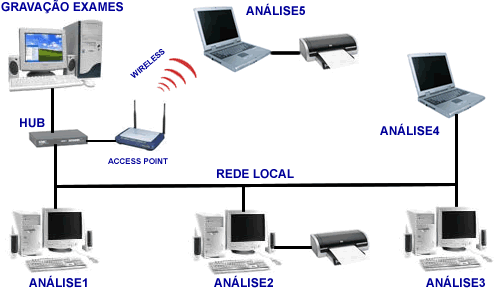 GRAVAÇÃO EXAMES
ANÁLISE5
WIRELESS
HUB
ANÁLISE4
ACCESS POINT
REDE LOCAL
ANÁLISE1
ANÁLISE2
ANÁLISE3